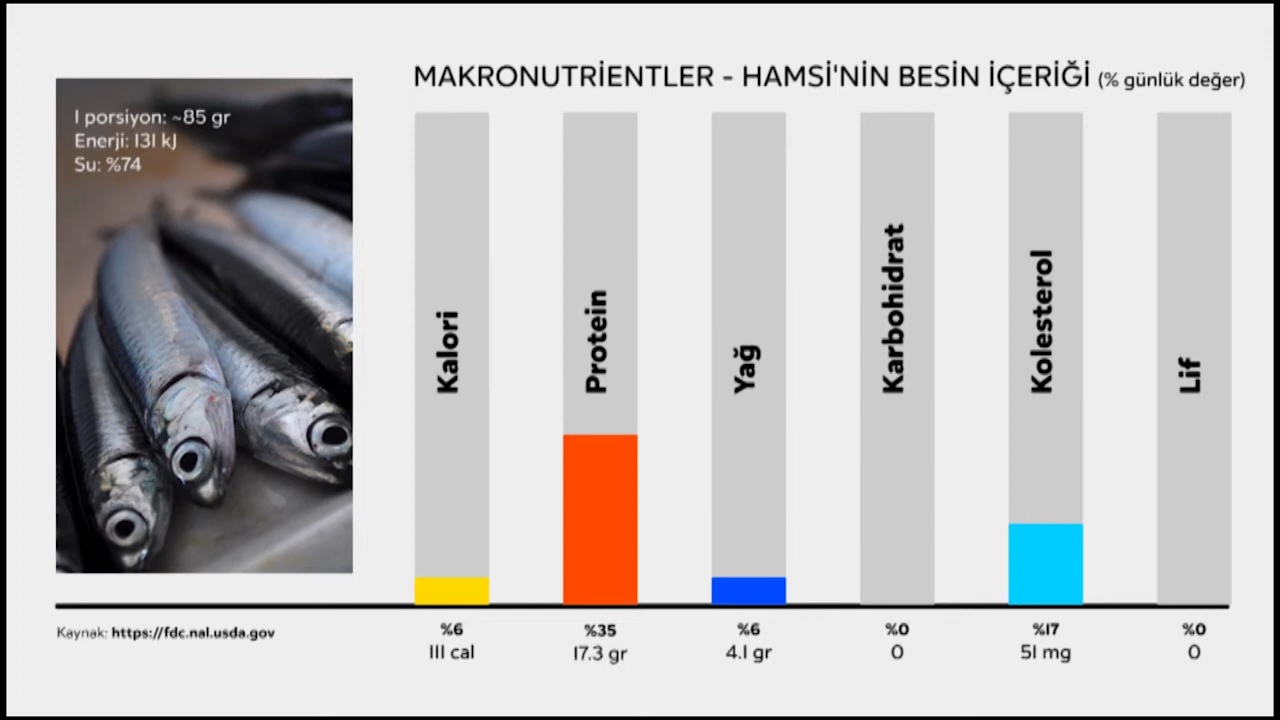 MAKRONUTRİENTLER - HAMSİ'NİN BESİN İÇERİĞİ (% günlük değer)
1 porsiyon: ~85 gr
Enerji: 131 kJ
Su: %74
Kalori
Protein
Yağ
Karbohidrat
Kolesterol
Lif
%6 %35 %6 %0 %17 %0
111 cal 17.3 gr 4.1 gr 0 51 mg 0
Kaynak: https://fdc.nal.usda.gov